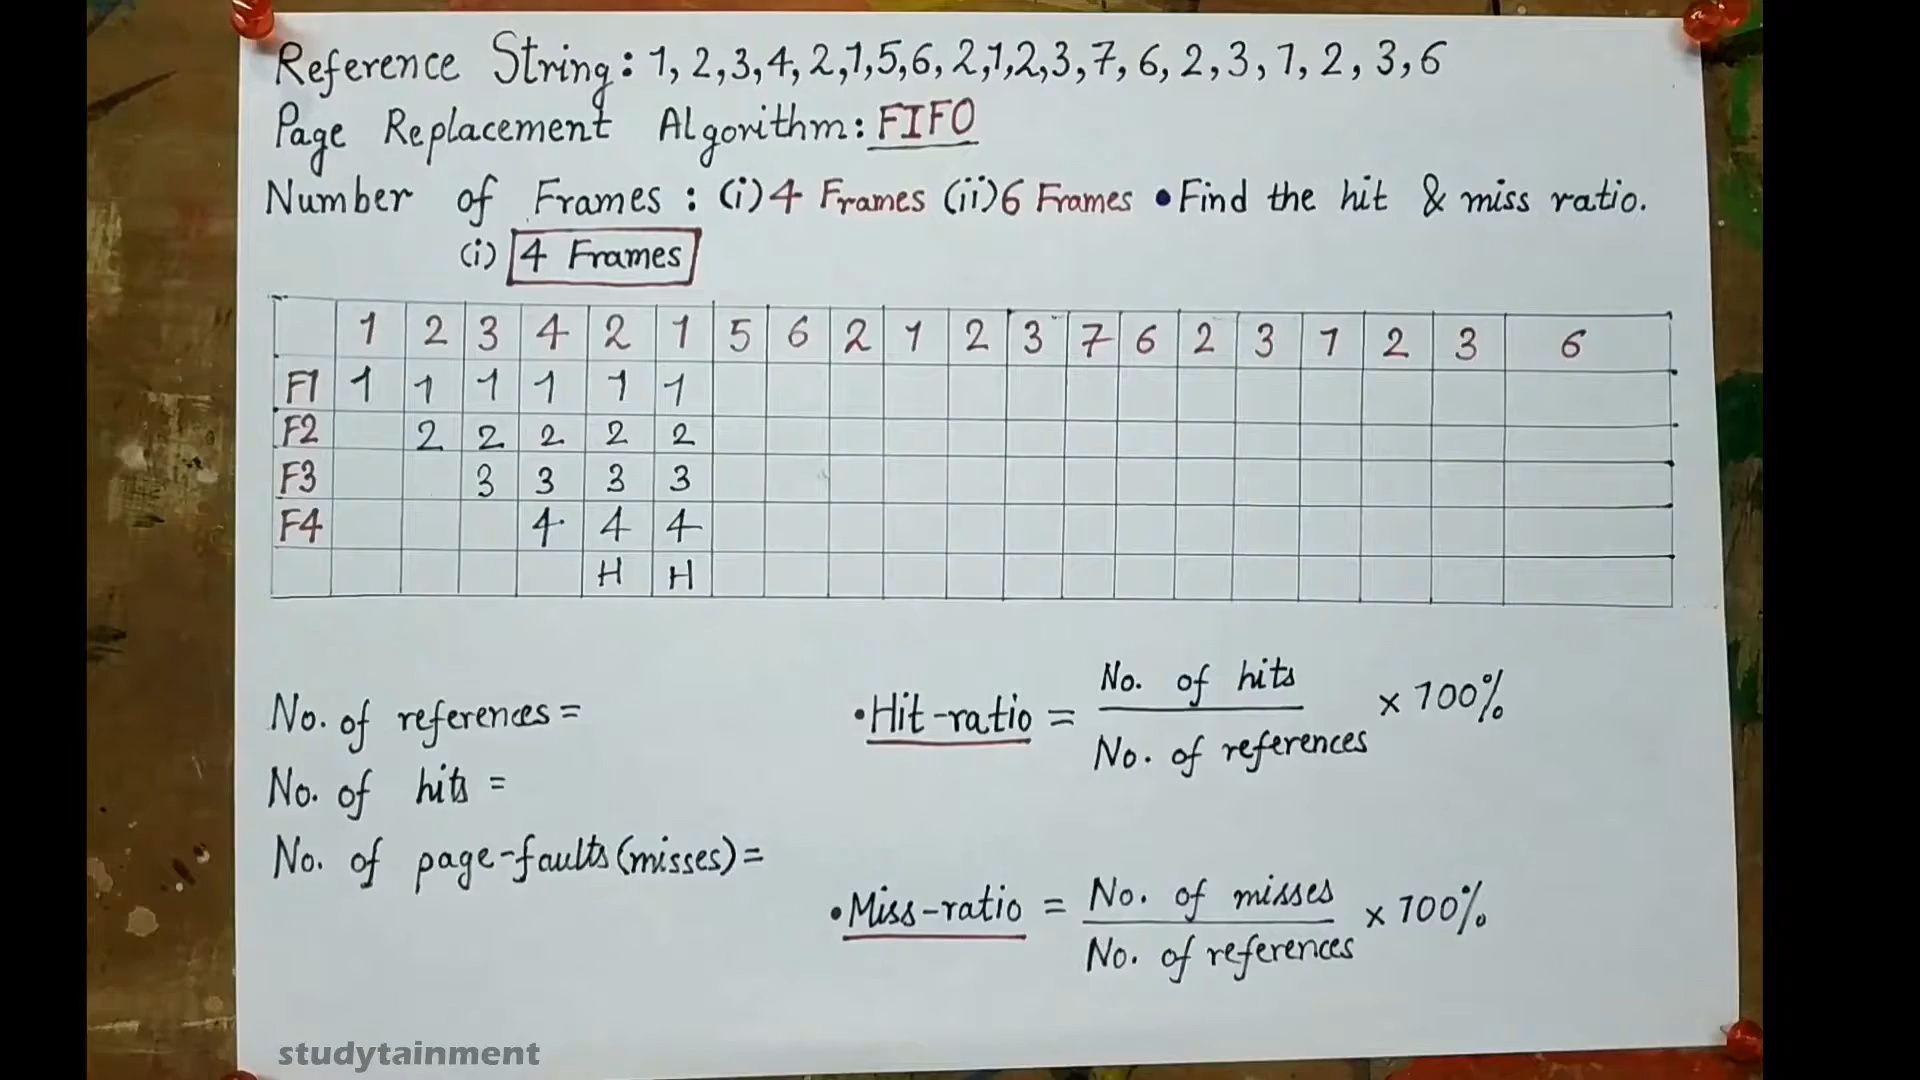 Reference String: 1, 2, 3, 4, 2, 1, 5, 6, 2, 1, 2, 3, 7, 6, 2, 3, 1, 2, 3, 6
Page Replacement Algorithm: FIFO
Number of Frames : (i) 4 Frames (ii) 6 Frames • Find the hit & miss ratio.
(i) 4 Frames
1 2 3 4 2 1 5 6 2 1 2 3 7 6 2 3 1 2 3 6
F1 1 1 1 1 1 1
F2 2 2 2 2 2
F3 3 3 3 3
F4 4 4 4
H H
No. of references =
No. of hits =
No. of page-faults (misses) =
• Hit-ratio = No. of hits / No. of references × 100%
• Miss-ratio = No. of misses / No. of references × 100%
studytainment